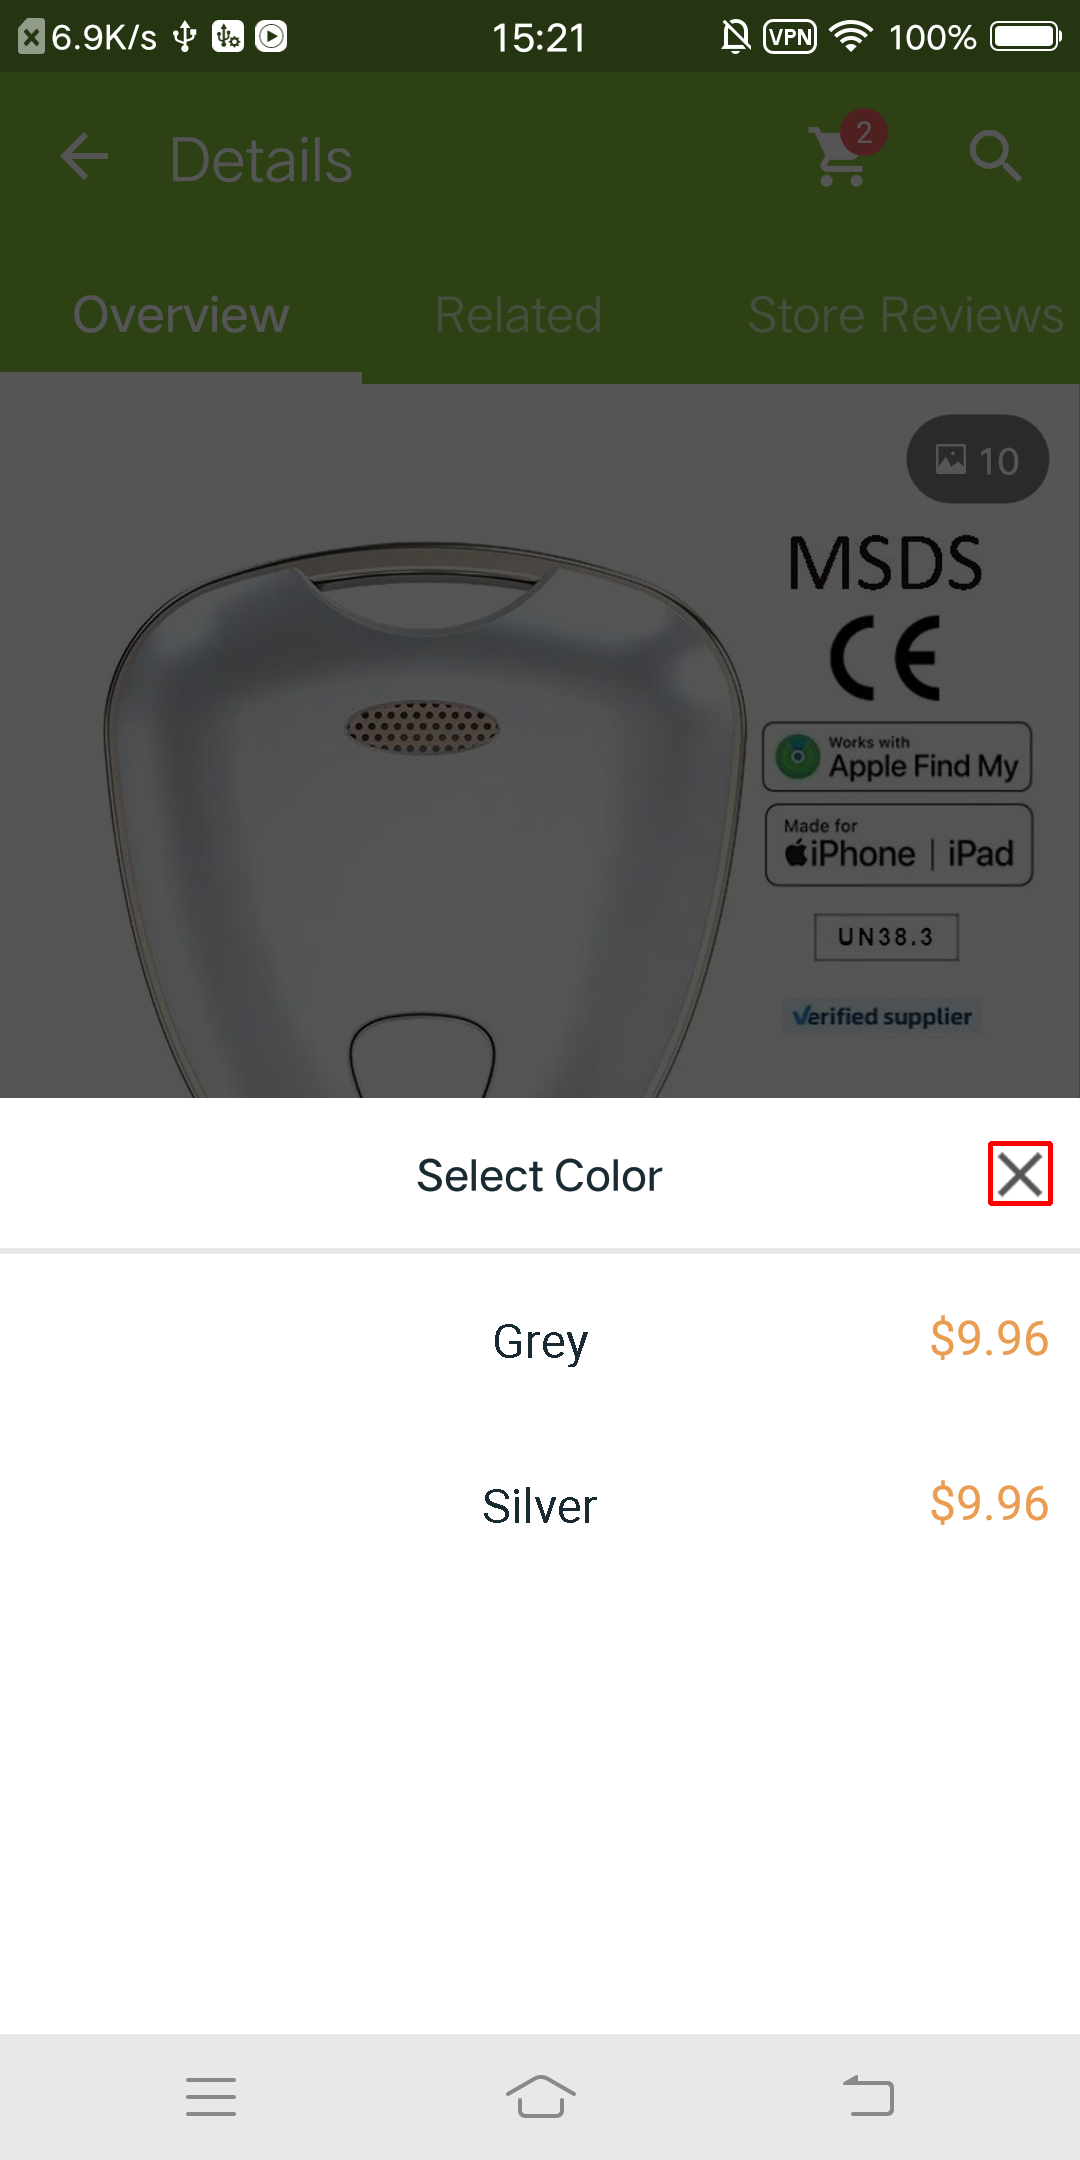 6.9K/s 15:21 VPN 100%
Details 2
Overview Related Store Reviews
10
MSDS
CE
Works with
Apple Find My
Made for
iPhone | iPad
UN38.3
Verified supplier
Select Color
Grey $9.96
Silver $9.96